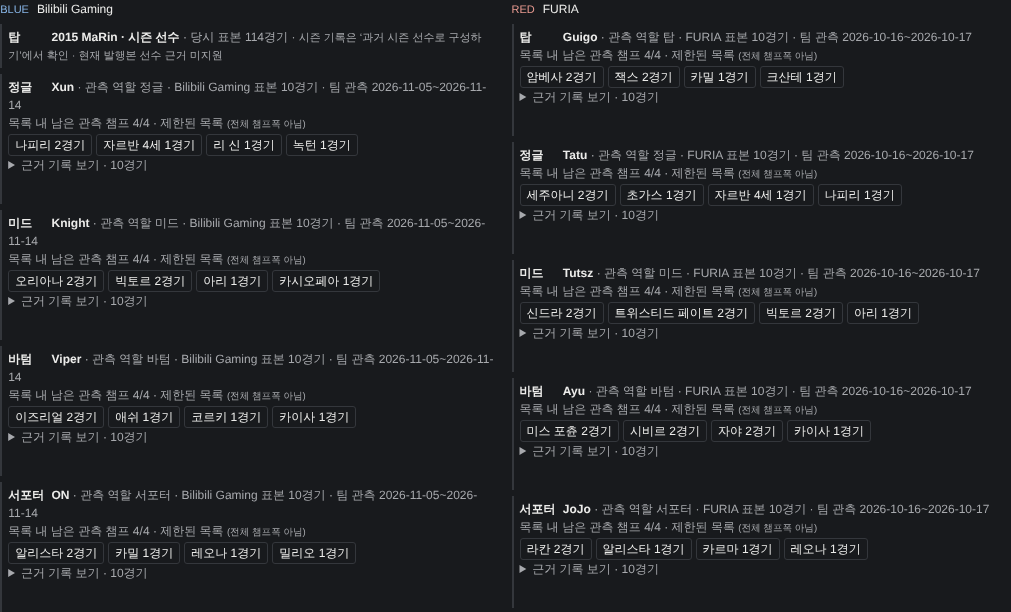 BLUE Bilibili Gaming
탑 2015 MaRin · 시즌 선수 · 당시 표본 114경기 · 시즌 기록은 '과거 시즌 선수로 구성하
기'에서 확인 · 현재 발행본 선수 근거 미지원
정글 Xun · 관측 역할 정글 · Bilibili Gaming 표본 10경기 · 팀 관측 2026-11-05~2026-11-
14
목록 내 남은 관측 챔프 4/4 · 제한된 목록 (전체 챔프폭 아님)
나피리 2경기 자르반 4세 1경기 리 신 1경기 녹턴 1경기
▶ 근거 기록 보기 · 10경기
미드 Knight · 관측 역할 미드 · Bilibili Gaming 표본 10경기 · 팀 관측 2026-11-05~2026-
11-14
목록 내 남은 관측 챔프 4/4 · 제한된 목록 (전체 챔프폭 아님)
오리아나 2경기 빅토르 2경기 아리 1경기 카시오페아 1경기
▶ 근거 기록 보기 · 10경기
바텀 Viper · 관측 역할 바텀 · Bilibili Gaming 표본 10경기 · 팀 관측 2026-11-05~2026-11-
14
목록 내 남은 관측 챔프 4/4 · 제한된 목록 (전체 챔프폭 아님)
이즈리얼 2경기 애쉬 1경기 코르키 1경기 카이사 1경기
▶ 근거 기록 보기 · 10경기
서포터 ON · 관측 역할 서포터 · Bilibili Gaming 표본 10경기 · 팀 관측 2026-11-05~2026-
11-14
목록 내 남은 관측 챔프 4/4 · 제한된 목록 (전체 챔프폭 아님)
알리스타 2경기 카밀 1경기 레오나 1경기 밀리오 1경기
▶ 근거 기록 보기 · 10경기
RED FURIA
탑 Guigo · 관측 역할 탑 · FURIA 표본 10경기 · 팀 관측 2026-10-16~2026-10-17
목록 내 남은 관측 챔프 4/4 · 제한된 목록 (전체 챔프폭 아님)
암베사 2경기 잭스 2경기 카밀 1경기 크산테 1경기
▶ 근거 기록 보기 · 10경기
정글 Tatu · 관측 역할 정글 · FURIA 표본 10경기 · 팀 관측 2026-10-16~2026-10-17
목록 내 남은 관측 챔프 4/4 · 제한된 목록 (전체 챔프폭 아님)
세주아니 2경기 초가스 1경기 자르반 4세 1경기 나피리 1경기
▶ 근거 기록 보기 · 10경기
미드 Tutsz · 관측 역할 미드 · FURIA 표본 10경기 · 팀 관측 2026-10-16~2026-10-17
목록 내 남은 관측 챔프 4/4 · 제한된 목록 (전체 챔프폭 아님)
신드라 2경기 트위스티드 페이트 2경기 빅토르 2경기 아리 1경기
▶ 근거 기록 보기 · 10경기
바텀 Ayu · 관측 역할 바텀 · FURIA 표본 10경기 · 팀 관측 2026-10-16~2026-10-17
목록 내 남은 관측 챔프 4/4 · 제한된 목록 (전체 챔프폭 아님)
미스 포츈 2경기 시비르 2경기 자야 2경기 카이사 1경기
▶ 근거 기록 보기 · 10경기
서포터 JoJo · 관측 역할 서포터 · FURIA 표본 10경기 · 팀 관측 2026-10-16~2026-10-17
목록 내 남은 관측 챔프 4/4 · 제한된 목록 (전체 챔프폭 아님)
라칸 2경기 알리스타 1경기 카르마 1경기 레오나 1경기
▶ 근거 기록 보기 · 10경기